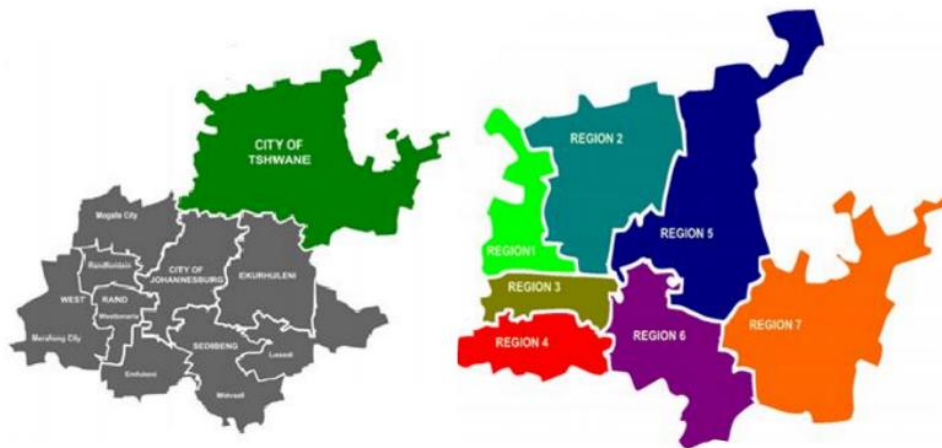 CITY OF
TSHWANE
Mogale City
Randfontein
CITY OF
JOHANNESBURG
EKURHULENI
WEST
RAND
Westonaria
Merafong City
SEDIBENG
Lesedi
Emfuleni
Midvaal
REGION 2
REGION1
REGION 5
REGION 3
REGION 4
REGION 6
REGION 7